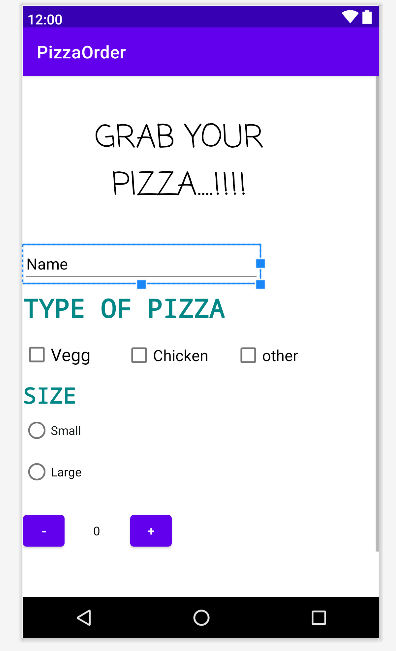 12:00
PizzaOrder
GRAB YOUR
PIZZA....!!!!
Name
TYPE OF PIZZA
Vegg Chicken other
SIZE
Small
Large
- 0 +